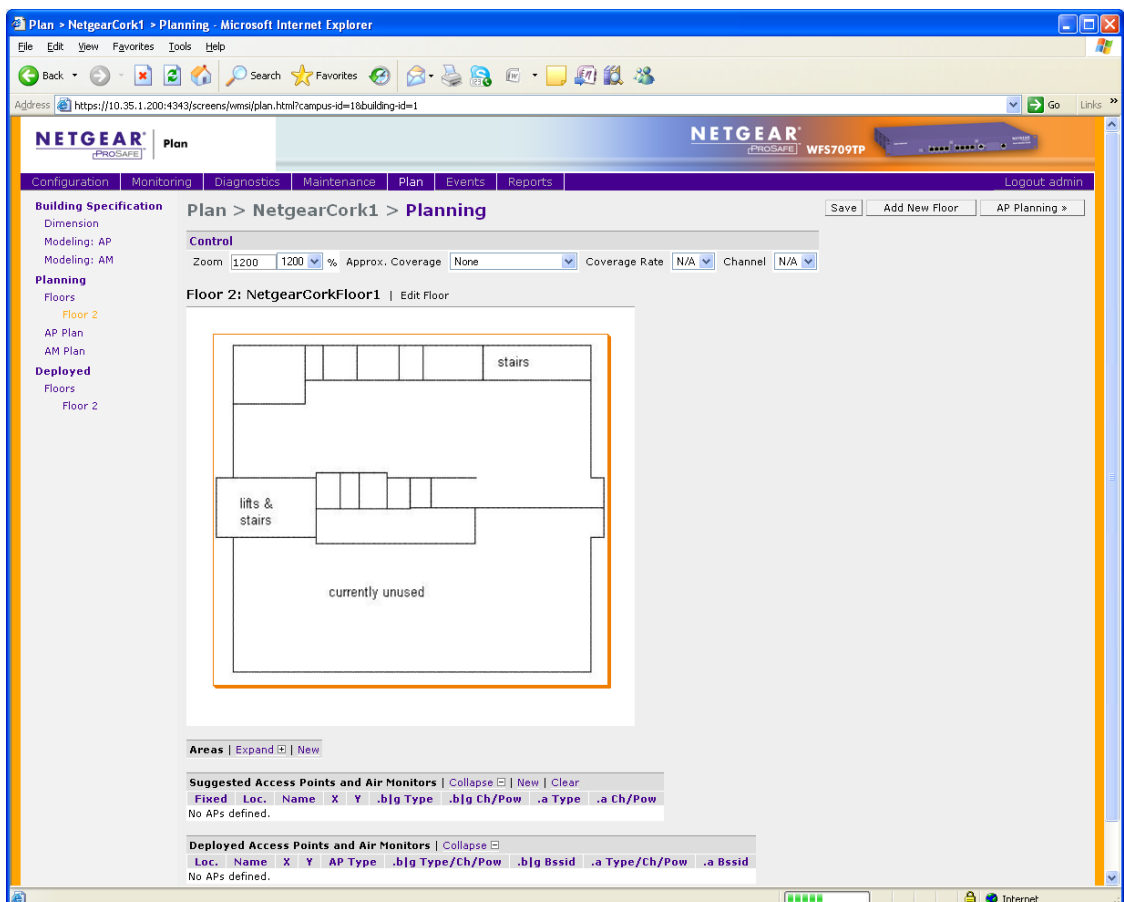 Plan > NetgearCork1 > Planning - Microsoft Internet Explorer
File Edit View Favorites Tools Help
Back Search Favorites
Address https://10.35.1.200:4343/screens/wmsi/plan.html?campus-id=1&building-id=1 Go Links »
NETGEAR PROSAFE Plan
NETGEAR PROSAFE WFS709TP
Configuration Monitoring Diagnostics Maintenance Plan Events Reports Logout admin
Building Specification
Dimension
Modeling: AP
Modeling: AM
Planning
Floors
Floor 2
AP Plan
AM Plan
Deployed
Floors
Floor 2
Plan > NetgearCork1 > Planning
Save Add New Floor AP Planning »
Control
Zoom 1200 1200 % Approx. Coverage None Coverage Rate N/A Channel N/A
Floor 2: NetgearCorkFloor1 | Edit Floor
stairs
lifts &
stairs
currently unused
Areas | Expand | New
Suggested Access Points and Air Monitors | Collapse | New | Clear
Fixed Loc. Name X Y .b|g Type .b|g Ch/Pow .a Type .a Ch/Pow
No APs defined.
Deployed Access Points and Air Monitors | Collapse
Loc. Name X Y AP Type .b|g Type/Ch/Pow .b|g Bssid .a Type/Ch/Pow .a Bssid
No APs defined.
Internet